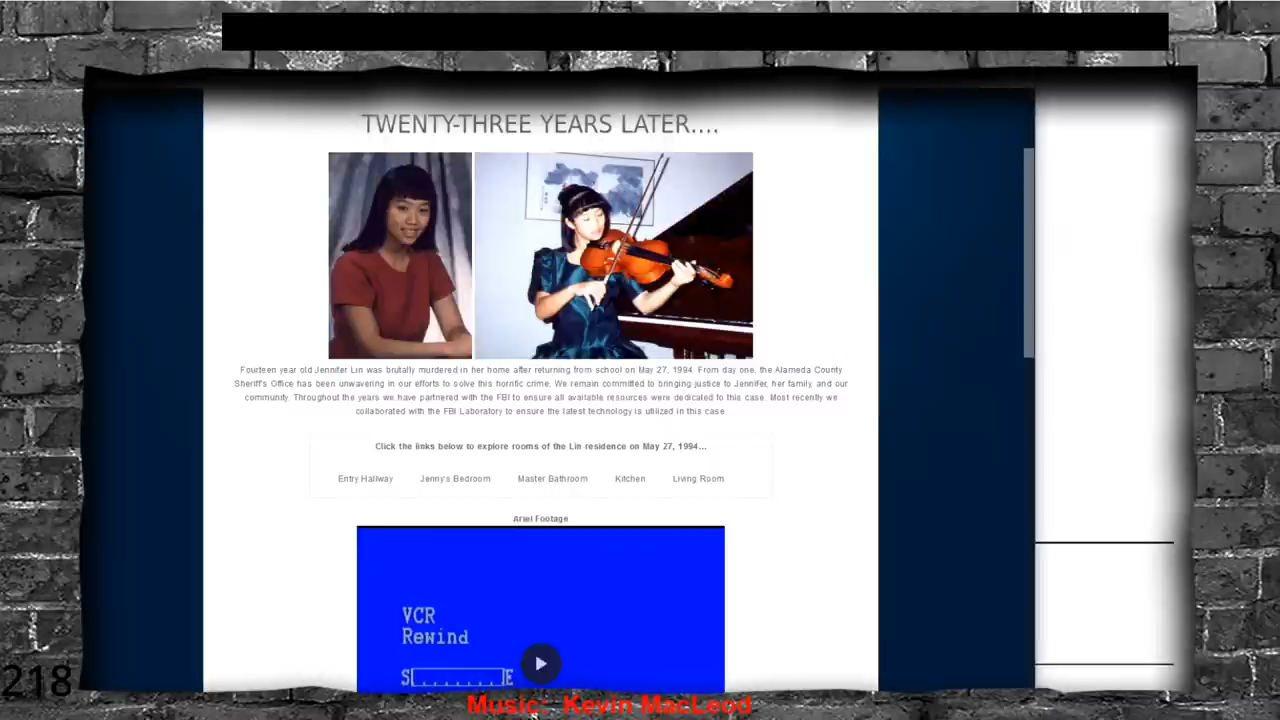 TWENTY-THREE YEARS LATER....
Fourteen year old Jennifer Lin was brutally murdered in her home after returning from school on May 27, 1994. From day one, the Alameda County
Sheriff's Office has been unwavering in our efforts to solve this horrific crime. We remain committed to bringing justice to Jennifer, her family, and our
community. Throughout the years we have partnered with the FBI to ensure all available resources were dedicated to this case. Most recently we
collaborated with the FBI Laboratory to ensure the latest technology is utilized in this case
Click the links below to explore rooms of the Lin residence on May 27, 1994...
Entry Hallway Jenny's Bedroom Master Bathroom Kitchen Living Room
Ariel Footage
VCR
Rewind
S[........]E
218
Music: Kevin MacLeod